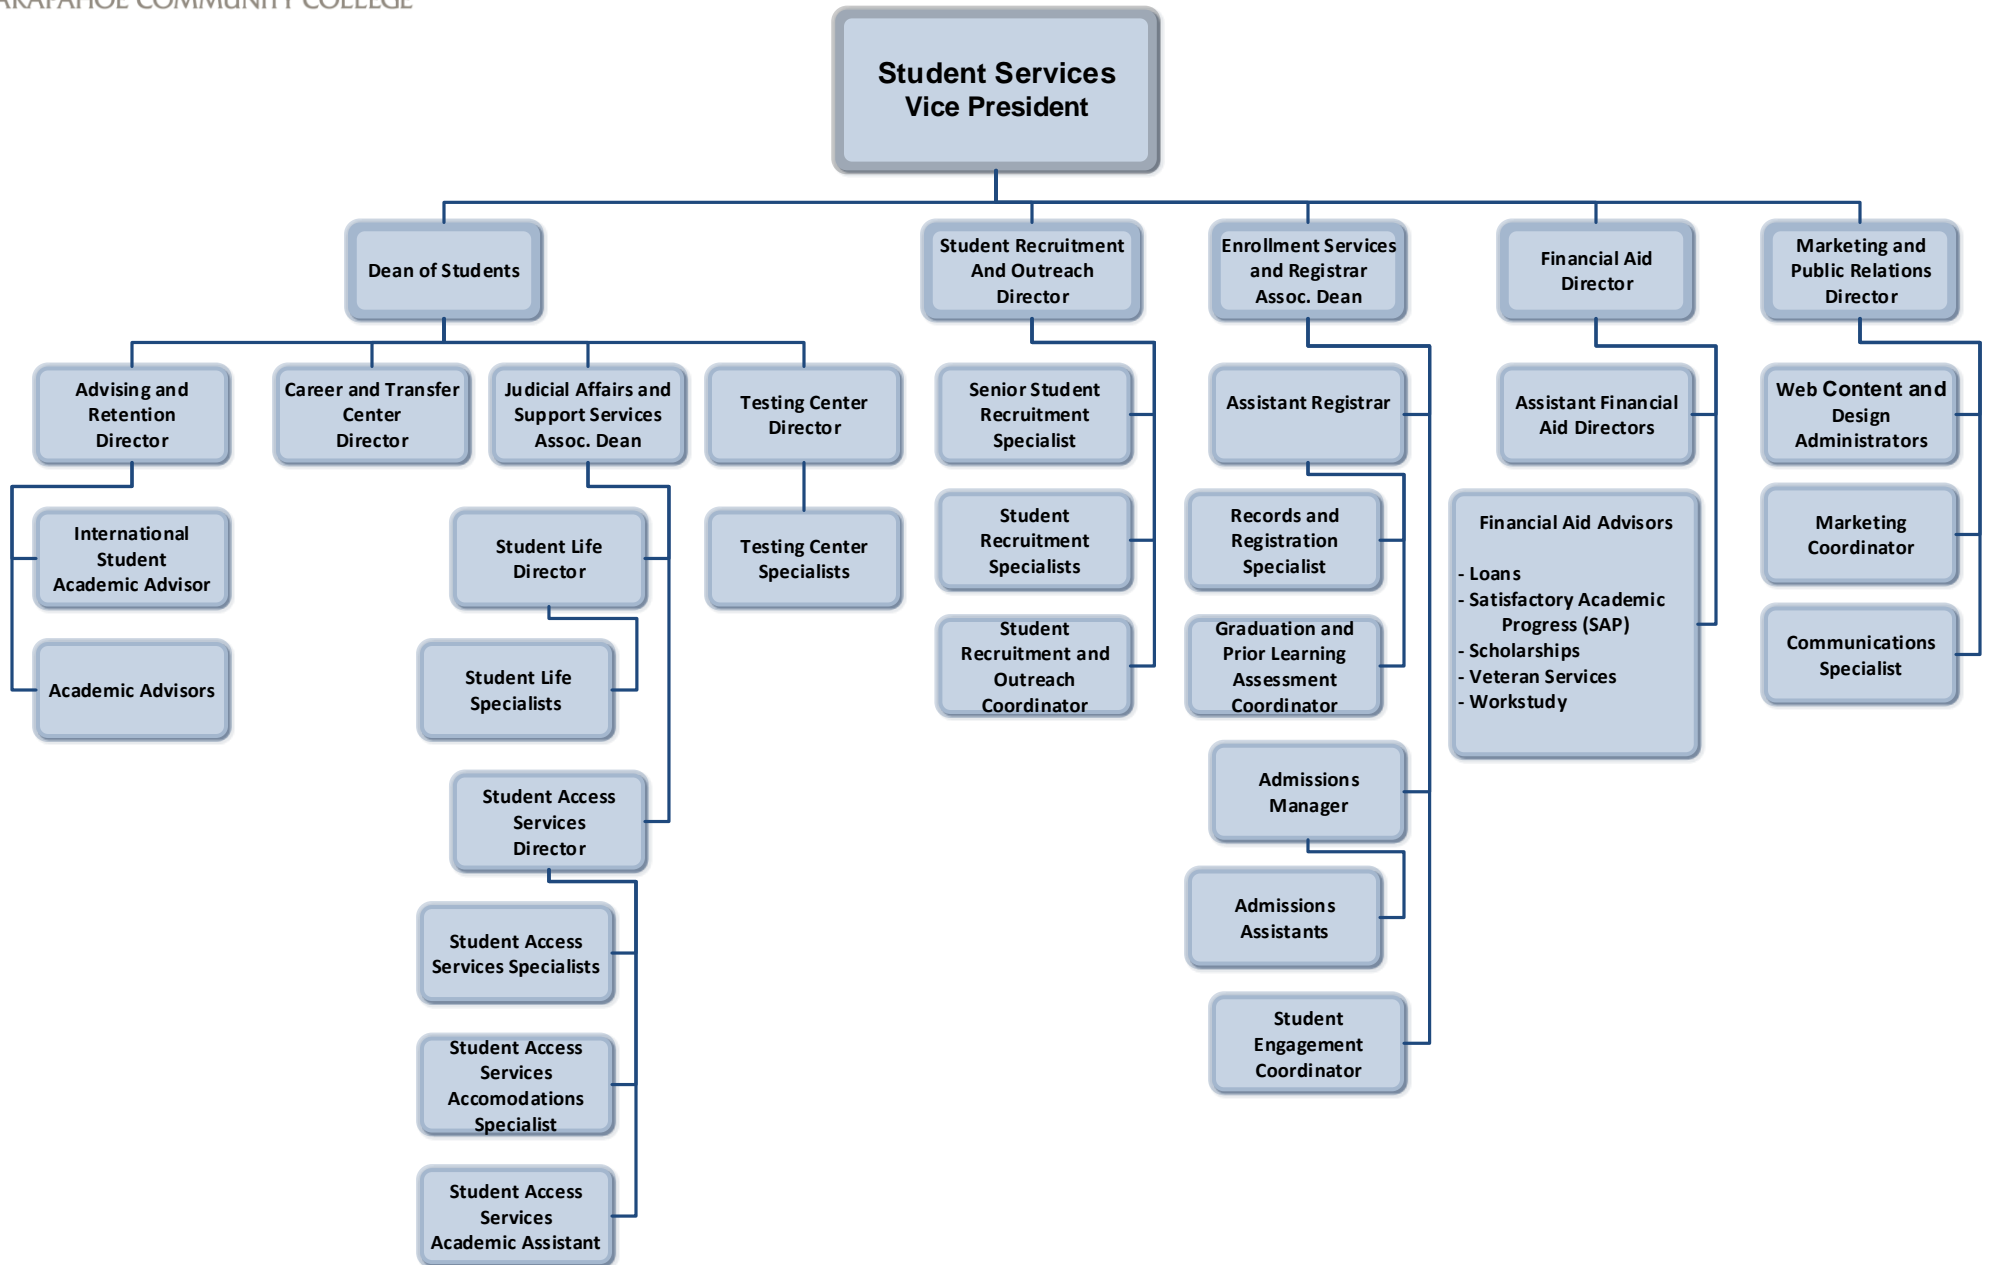 ARAPAHOE COMMUNITY COLLEGE
Student Services
Vice President
Dean of Students
Student Recruitment
And Outreach
Director
Enrollment Services
and Registrar
Assoc. Dean
Financial Aid
Director
Marketing and
Public Relations
Director
Advising and
Retention
Director
Career and Transfer
Center
Director
Judicial Affairs and
Support Services
Assoc. Dean
Testing Center
Director
Senior Student
Recruitment
Specialist
Assistant Registrar
Assistant Financial
Aid Directors
Web Content and
Design
Administrators
International
Student
Academic Advisor
Student Life
Director
Testing Center
Specialists
Student
Recruitment
Specialists
Records and
Registration
Specialist
Financial Aid Advisors
- Loans
- Satisfactory Academic
Progress (SAP)
- Scholarships
- Veteran Services
- Workstudy
Marketing
Coordinator
Academic Advisors
Student Life
Specialists
Student
Recruitment and
Outreach
Coordinator
Graduation and
Prior Learning
Assessment
Coordinator
Communications
Specialist
Student Access
Services
Director
Admissions
Manager
Student Access
Services Specialists
Admissions
Assistants
Student Access
Services
Accomodations
Specialist
Student
Engagement
Coordinator
Student Access
Services
Academic Assistant